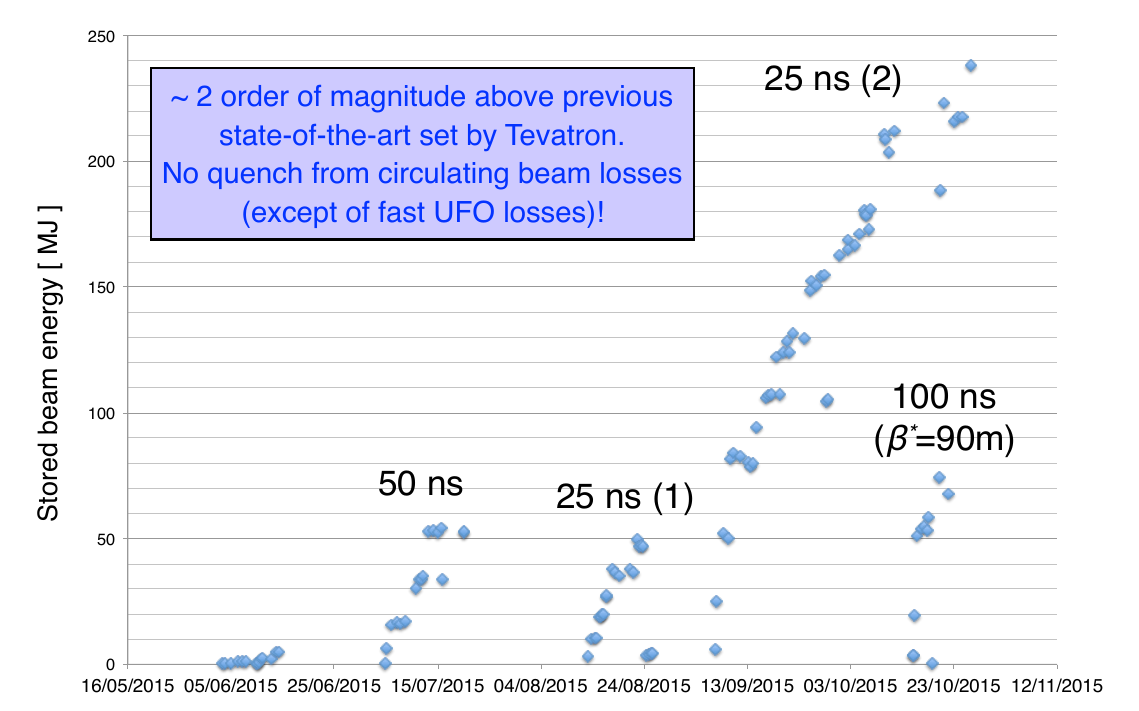 250
~ 2 order of magnitude above previous
state-of-the-art set by Tevatron.
No quench from circulating beam losses
(except of fast UFO losses)!
25 ns (2)
200
Stored beam energy [ MJ ]
150
100
100 ns
(β*=90m)
50 ns
25 ns (1)
50
0
16/05/2015 05/06/2015 25/06/2015 15/07/2015 04/08/2015 24/08/2015 13/09/2015 03/10/2015 23/10/2015 12/11/2015